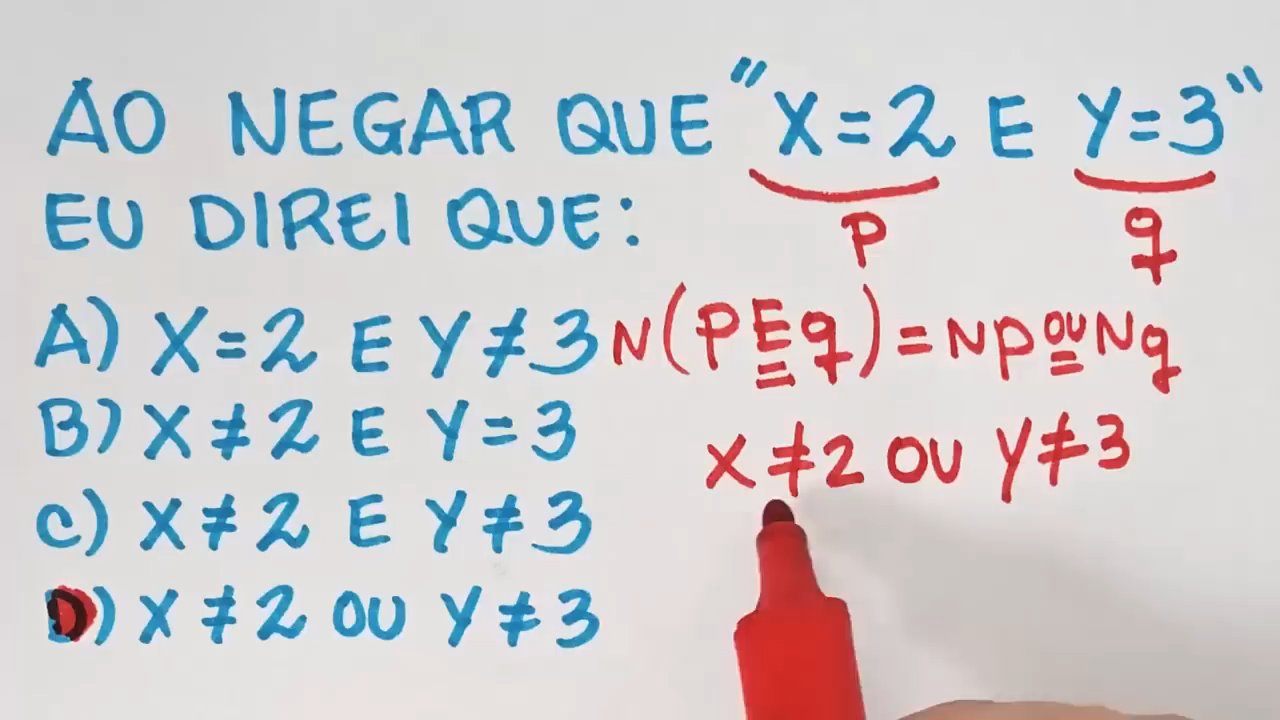 AO NEGAR QUE "X=2 E Y=3"
EU DIREI QUE:
p
q
A) X=2 E Y≠3
B) X≠2 E Y=3
C) X≠2 E Y≠3
D) X≠2 OU Y≠3
N(P E q) = Np OU Nq
X≠2 OU Y≠3